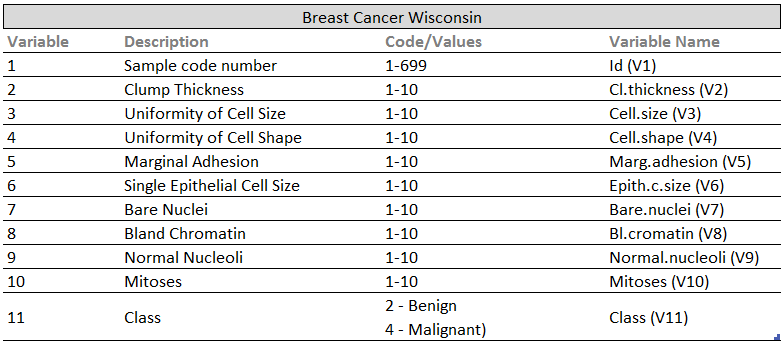 Breast Cancer Wisconsin
Variable Description Code/Values Variable Name
1 Sample code number 1-699 Id (V1)
2 Clump Thickness 1-10 Cl.thickness (V2)
3 Uniformity of Cell Size 1-10 Cell.size (V3)
4 Uniformity of Cell Shape 1-10 Cell.shape (V4)
5 Marginal Adhesion 1-10 Marg.adhesion (V5)
6 Single Epithelial Cell Size 1-10 Epith.c.size (V6)
7 Bare Nuclei 1-10 Bare.nuclei (V7)
8 Bland Chromatin 1-10 Bl.cromatin (V8)
9 Normal Nucleoli 1-10 Normal.nucleoli (V9)
10 Mitoses 1-10 Mitoses (V10)
11 Class 2 - Benign Class (V11)
4 - Malignant)